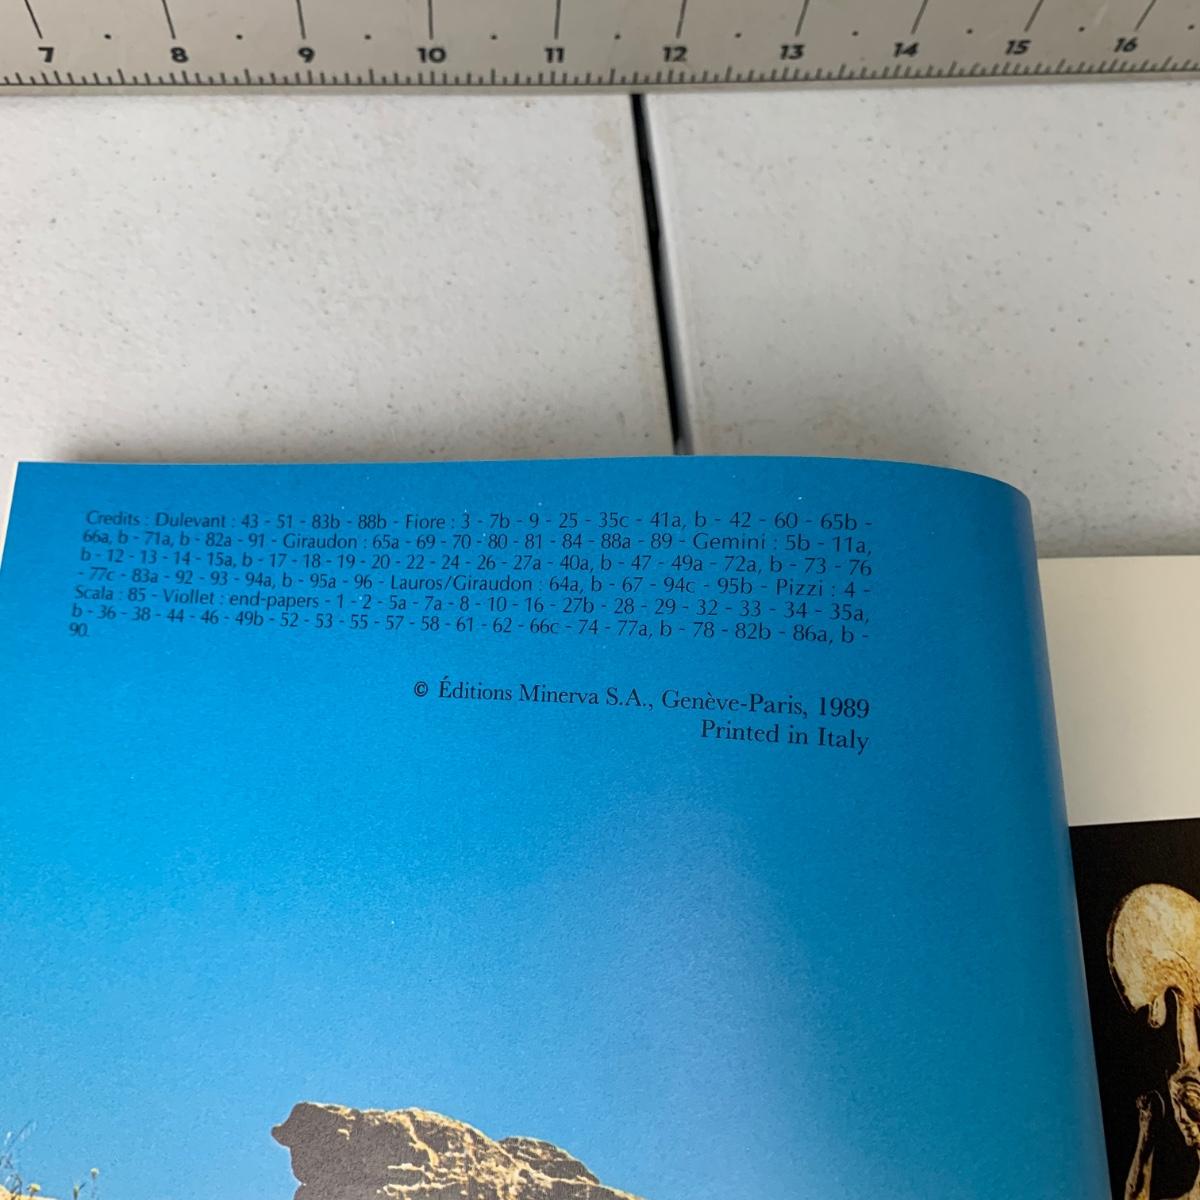 7 8 9 10 11 12 13 14 15 16
Credits : Dulevant : 43 - 51 - 83b - 88b - Fiore : 3 - 7b - 9 - 25 - 35c - 41a, b - 42 - 60 - 65b -
66a, b - 71a, b - 82a - 91 - Giraudon : 65a - 69 - 70 - 80 - 81 - 84 - 88a - 89 - Gemini : 5b - 11a,
b - 12 - 13 - 14 - 15a, b - 17 - 18 - 19 - 20 - 22 - 24 - 26 - 27a - 40a, b - 47 - 49a - 72a, b - 73 - 76
- 77c - 83a - 92 - 93 - 94a, b - 95a - 96 - Lauros/Giraudon : 64a, b - 67 - 94c - 95b - Pizzi : 4 -
Scala : 85 - Viollet : end-papers - 1 - 2 - 5a - 7a - 8 - 10 - 16 - 27b - 28 - 29 - 32 - 33 - 34 - 35a,
b - 36 - 38 - 44 - 46 - 49b - 52 - 53 - 55 - 57 - 58 - 61 - 62 - 66c - 74 - 77a, b - 78 - 82b - 86a, b -
90.
© Éditions Minerva S.A., Genève-Paris, 1989
Printed in Italy